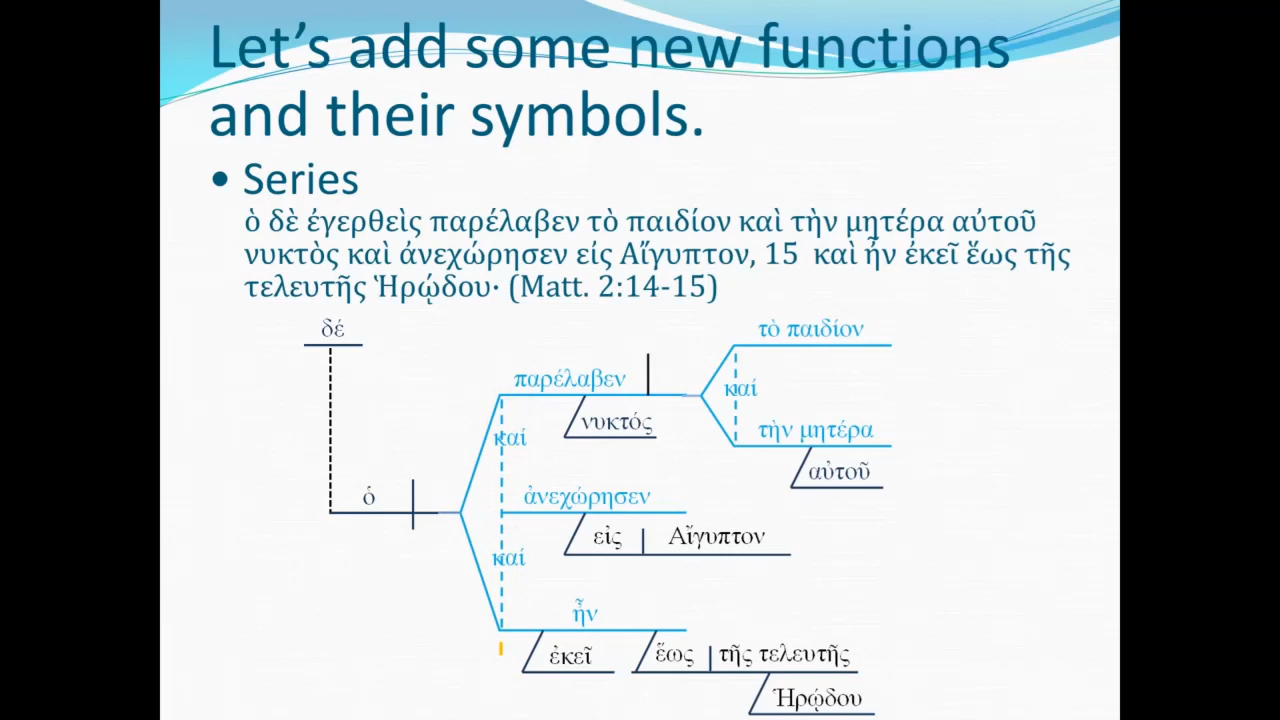 Let’s add some new functions
and their symbols.
• Series
ὁ δὲ ἐγερθεὶς παρέλαβεν τὸ παιδίον καὶ τὴν μητέρα αὐτοῦ
νυκτὸς καὶ ἀνεχώρησεν εἰς Αἴγυπτον, 15 καὶ ἦν ἐκεῖ ἕως τῆς
τελευτῆς Ἡρῴδου· (Matt. 2:14-15)
δέ
τὸ παιδίον
παρέλαβεν
καί
νυκτός
τὴν μητέρα
καί
αὐτοῦ
ὁ
ἀνεχώρησεν
εἰς Αἴγυπτον
καί
ἦν
ἐκεῖ
ἕως τῆς τελευτῆς
Ἡρῴδου